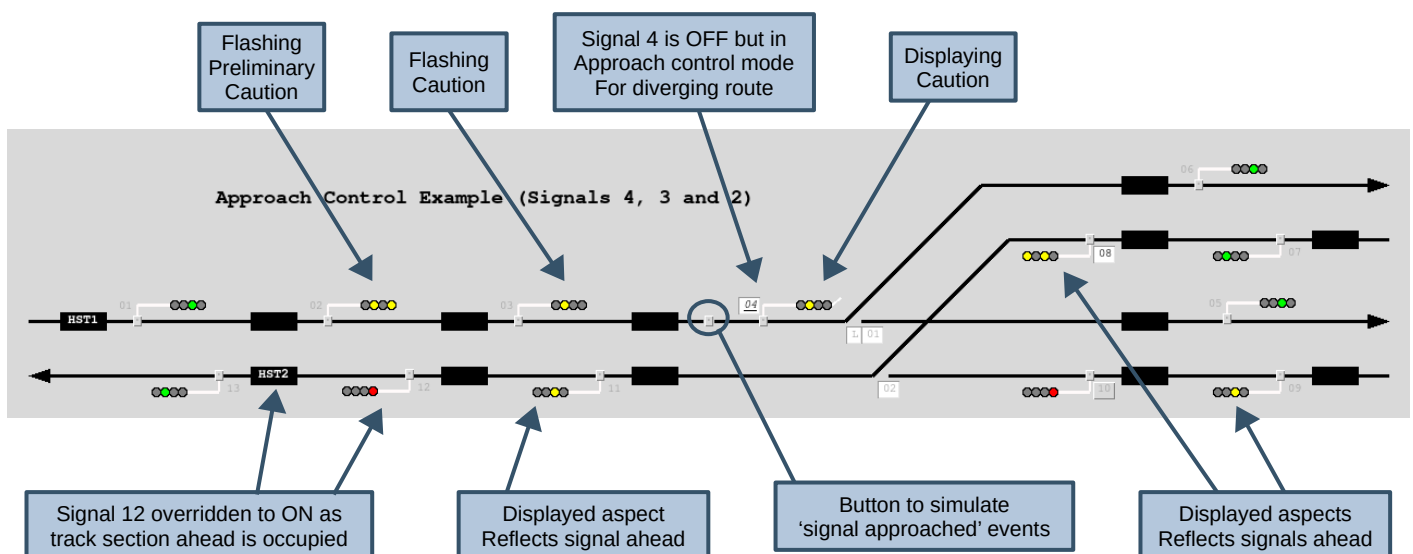 Flashing
Preliminary
Caution
Flashing
Caution
Signal 4 is OFF but in
Approach control mode
For diverging route
Displaying
Caution
Approach Control Example (Signals 4, 3 and 2)
06
08
07
01
02
03
04
05
HST1
L 01
HST2
13
12
11
02
10
09
Signal 12 overridden to ON as
track section ahead is occupied
Displayed aspect
Reflects signal ahead
Button to simulate
‘signal approached’ events
Displayed aspects
Reflects signals ahead